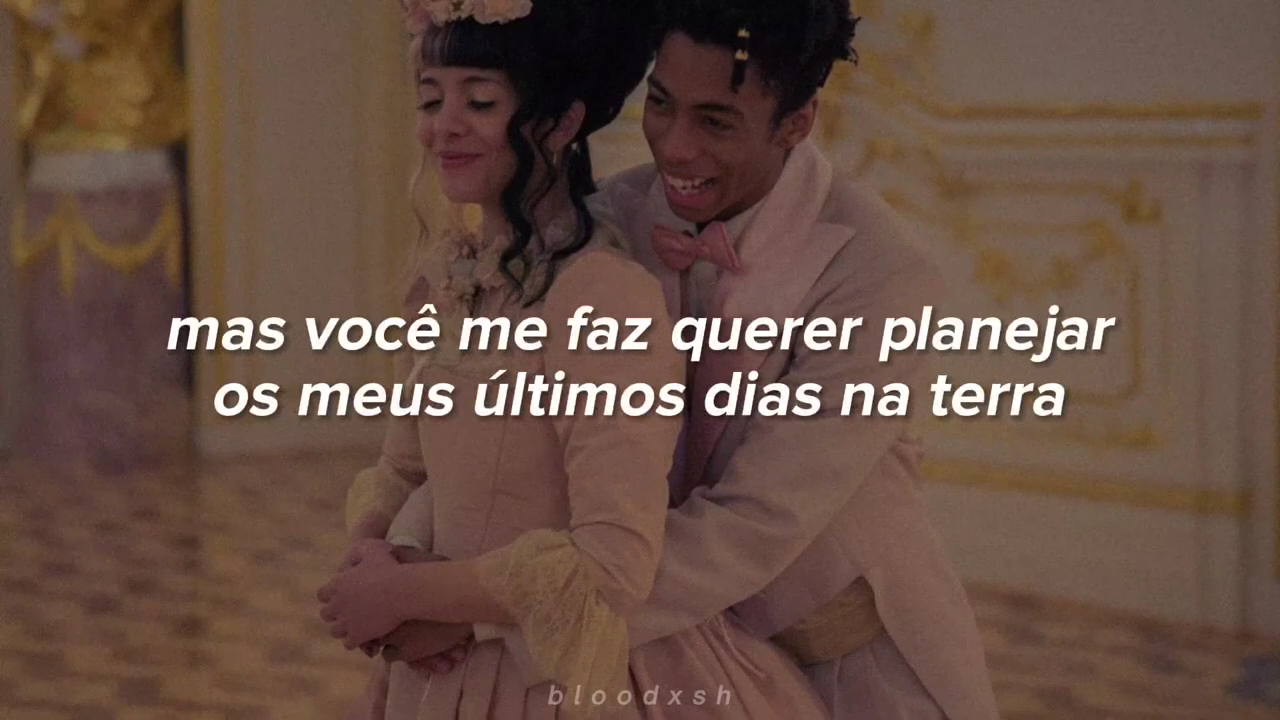 mas você me faz querer planejar
os meus últimos dias na terra
bloodxsh